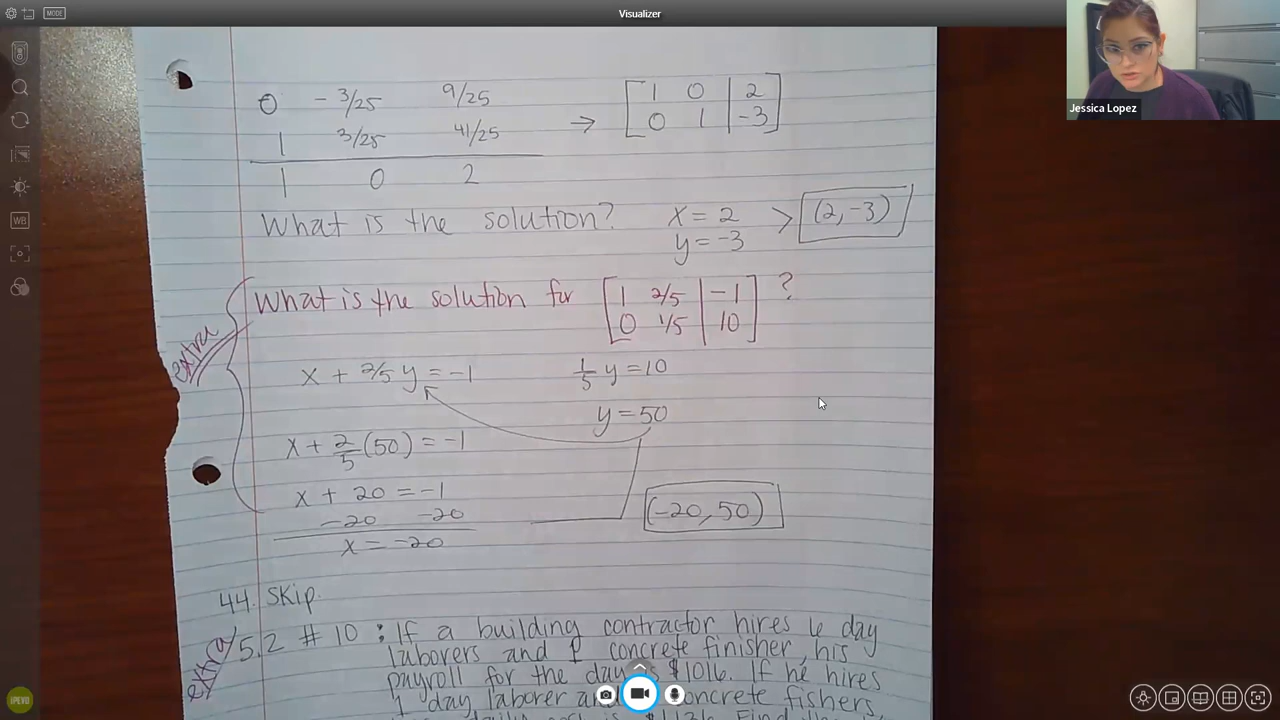 MODE
Visualizer
Jessica Lopez
WB
0 -3/25 9/25
1 3/25 41/25
1 0 2
→ [1 0 | 2
0 1 | -3]
What is the solution? x = 2
y = -3
> (2, -3)
extra
What is the solution for [1 2/5 | -1
0 1/5 | 10] ?
x + 2/5 y = -1
1/5 y = 10
y = 50
x + 2/5 (50) = -1
x + 20 = -1
-20 -20
x = -20
(-20, 50)
44. Skip.
extra
5.2 # 10 : If a building contractor hires 6 day
laborers and 1 concrete finisher, his
payroll for the day is $1016. If he hires
1 day laborer and concrete fishers,
IPEVO